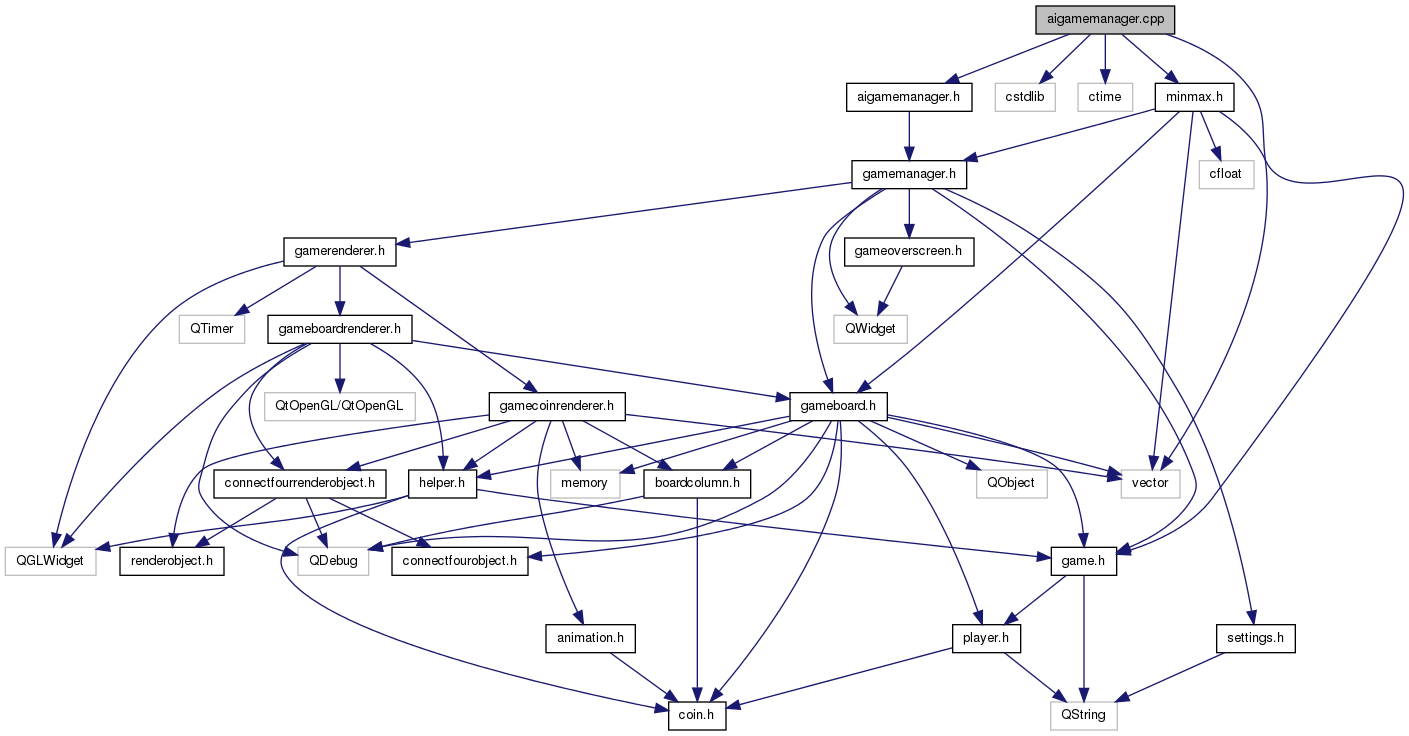 aigamemanager.cpp
aigamemanager.h
cstdlib
ctime
minmax.h
gamemanager.h
cfloat
gamerenderer.h
gameoverscreen.h
QTimer
gameboardrenderer.h
QWidget
QtOpenGL/QtOpenGL
gamecoinrenderer.h
gameboard.h
connectfourrenderobject.h
helper.h
memory
boardcolumn.h
QObject
vector
QGLWidget
renderobject.h
QDebug
connectfourobject.h
game.h
animation.h
player.h
settings.h
coin.h
QString